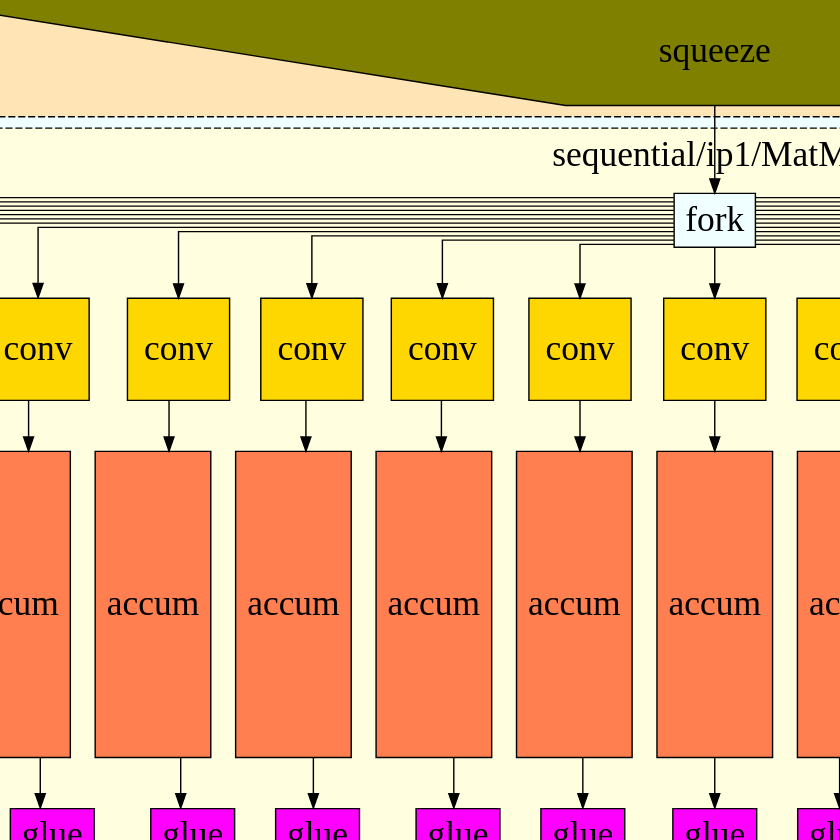 squeeze
sequential/ip1/MatM
fork
conv conv conv conv conv conv co
cum accum accum accum accum accum ac
glue glue glue glue glue glue glue